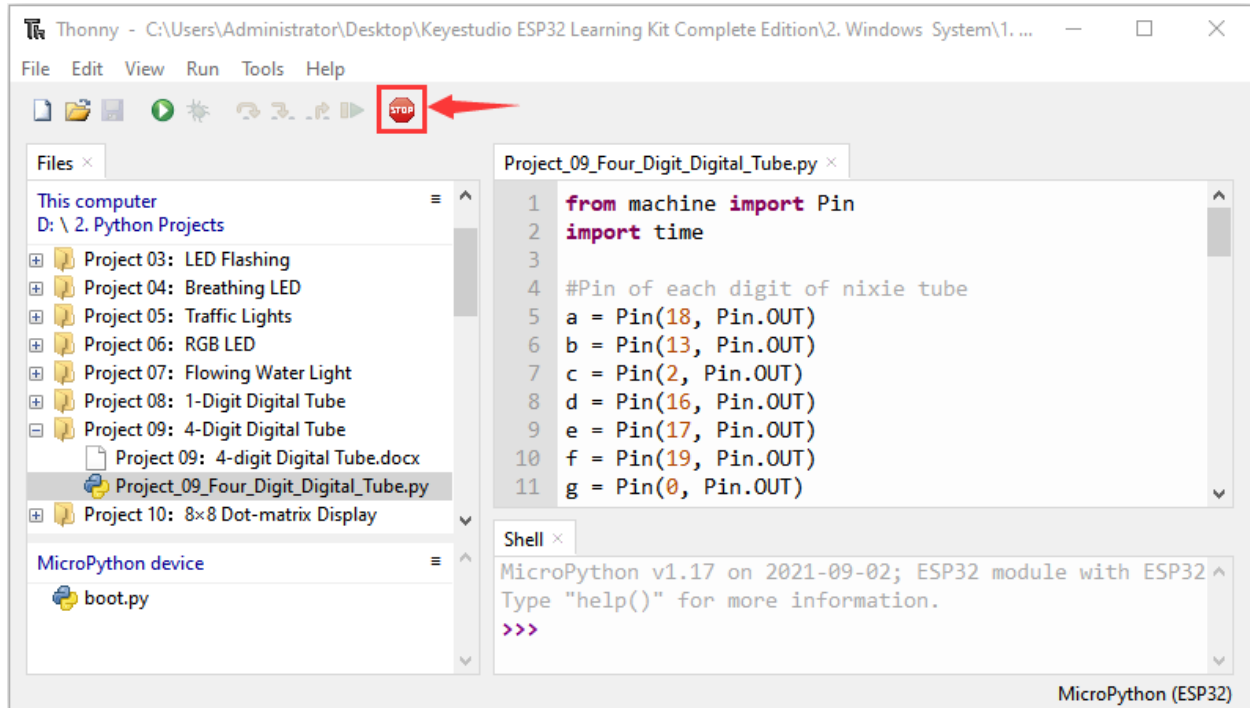 Thonny - C:\Users\Administrator\Desktop\Keyestudio ESP32 Learning Kit Complete Edition\2. Windows System\1. ...
File Edit View Run Tools Help
STOP
Files
This computer
D: \ 2. Python Projects
Project 03: LED Flashing
Project 04: Breathing LED
Project 05: Traffic Lights
Project 06: RGB LED
Project 07: Flowing Water Light
Project 08: 1-Digit Digital Tube
Project 09: 4-Digit Digital Tube
Project 09: 4-digit Digital Tube.docx
Project_09_Four_Digit_Digital_Tube.py
Project 10: 8×8 Dot-matrix Display
MicroPython device
boot.py
Project_09_Four_Digit_Digital_Tube.py
1 from machine import Pin
2 import time
3
4 #Pin of each digit of nixie tube
5 a = Pin(18, Pin.OUT)
6 b = Pin(13, Pin.OUT)
7 c = Pin(2, Pin.OUT)
8 d = Pin(16, Pin.OUT)
9 e = Pin(17, Pin.OUT)
10 f = Pin(19, Pin.OUT)
11 g = Pin(0, Pin.OUT)
Shell
MicroPython v1.17 on 2021-09-02; ESP32 module with ESP32
Type "help()" for more information.
>>>
MicroPython (ESP32)